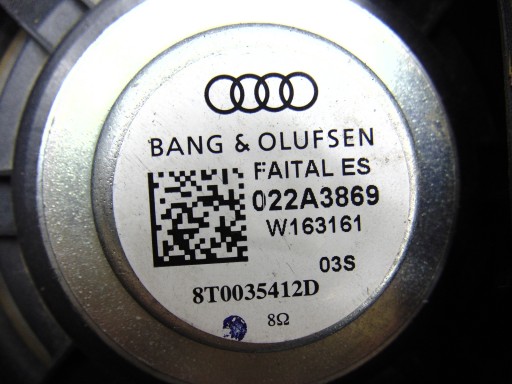 BANG & OLUFSEN
FAITAL ES
022A3869
W163161
03S
8T0035412D
8Ω